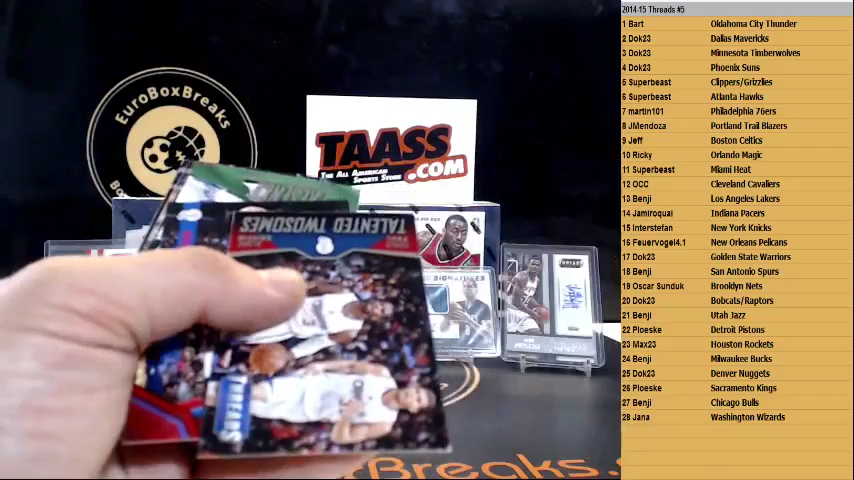 EuroBoxBreaks
TAASS
THE ALL AMERICAN
SPORTS STORE
.COM
TALENTED TWOSOMES
THREADS
SIGNATURES
Breaks.
2014-15 Threads #5
1 Bart Oklahoma City Thunder
2 Dok23 Dallas Mavericks
3 Dok23 Minnesota Timberwolves
4 Dok23 Phoenix Suns
5 Superbeast Clippers/Grizzlies
6 Superbeast Atlanta Hawks
7 martin101 Philadelphia 76ers
8 JMendoza Portland Trail Blazers
9 Jeff Boston Celtics
10 Ricky Orlando Magic
11 Superbeast Miami Heat
12 OCC Cleveland Cavaliers
13 Benji Los Angeles Lakers
14 Jamiroquai Indiana Pacers
15 Interstefan New York Knicks
16 Feuervogel4.1 New Orleans Pelicans
17 Dok23 Golden State Warriors
18 Benji San Antonio Spurs
19 Oscar Sunduk Brooklyn Nets
20 Dok23 Bobcats/Raptors
21 Benji Utah Jazz
22 Ploeske Detroit Pistons
23 Max23 Houston Rockets
24 Benji Milwaukee Bucks
25 Dok23 Denver Nuggets
26 Ploeske Sacramento Kings
27 Benji Chicago Bulls
28 Jana Washington Wizards